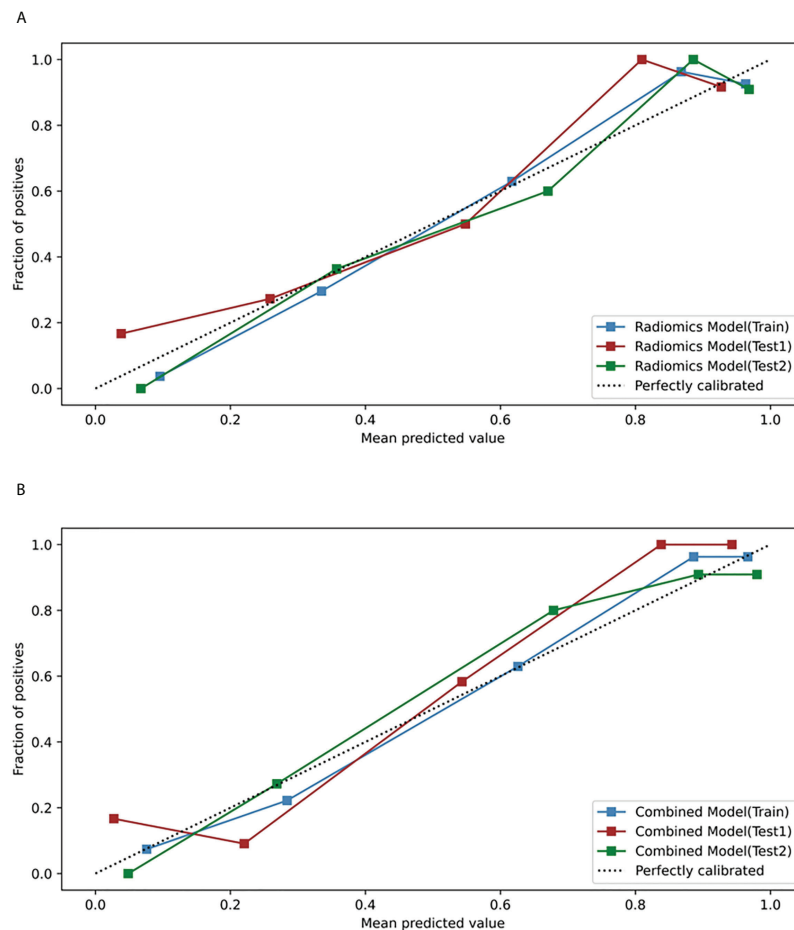 A
Fraction of positives
1.0
0.8
0.6
0.4
0.2
0.0
Radiomics Model(Train)
Radiomics Model(Test1)
Radiomics Model(Test2)
Perfectly calibrated
0.0 0.2 0.4 0.6 0.8 1.0
Mean predicted value
B
Fraction of positives
1.0
0.8
0.6
0.4
0.2
0.0
Combined Model(Train)
Combined Model(Test1)
Combined Model(Test2)
Perfectly calibrated
0.0 0.2 0.4 0.6 0.8 1.0
Mean predicted value